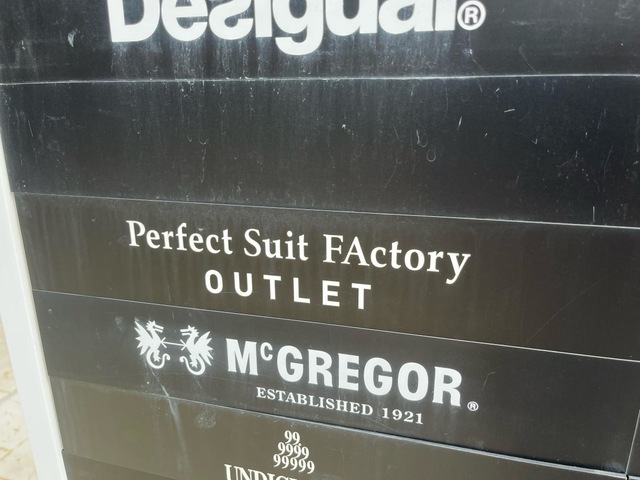 Desigual®
Perfect Suit FActory
OUTLET
McGREGOR®
ESTABLISHED 1921
99
9999
99999